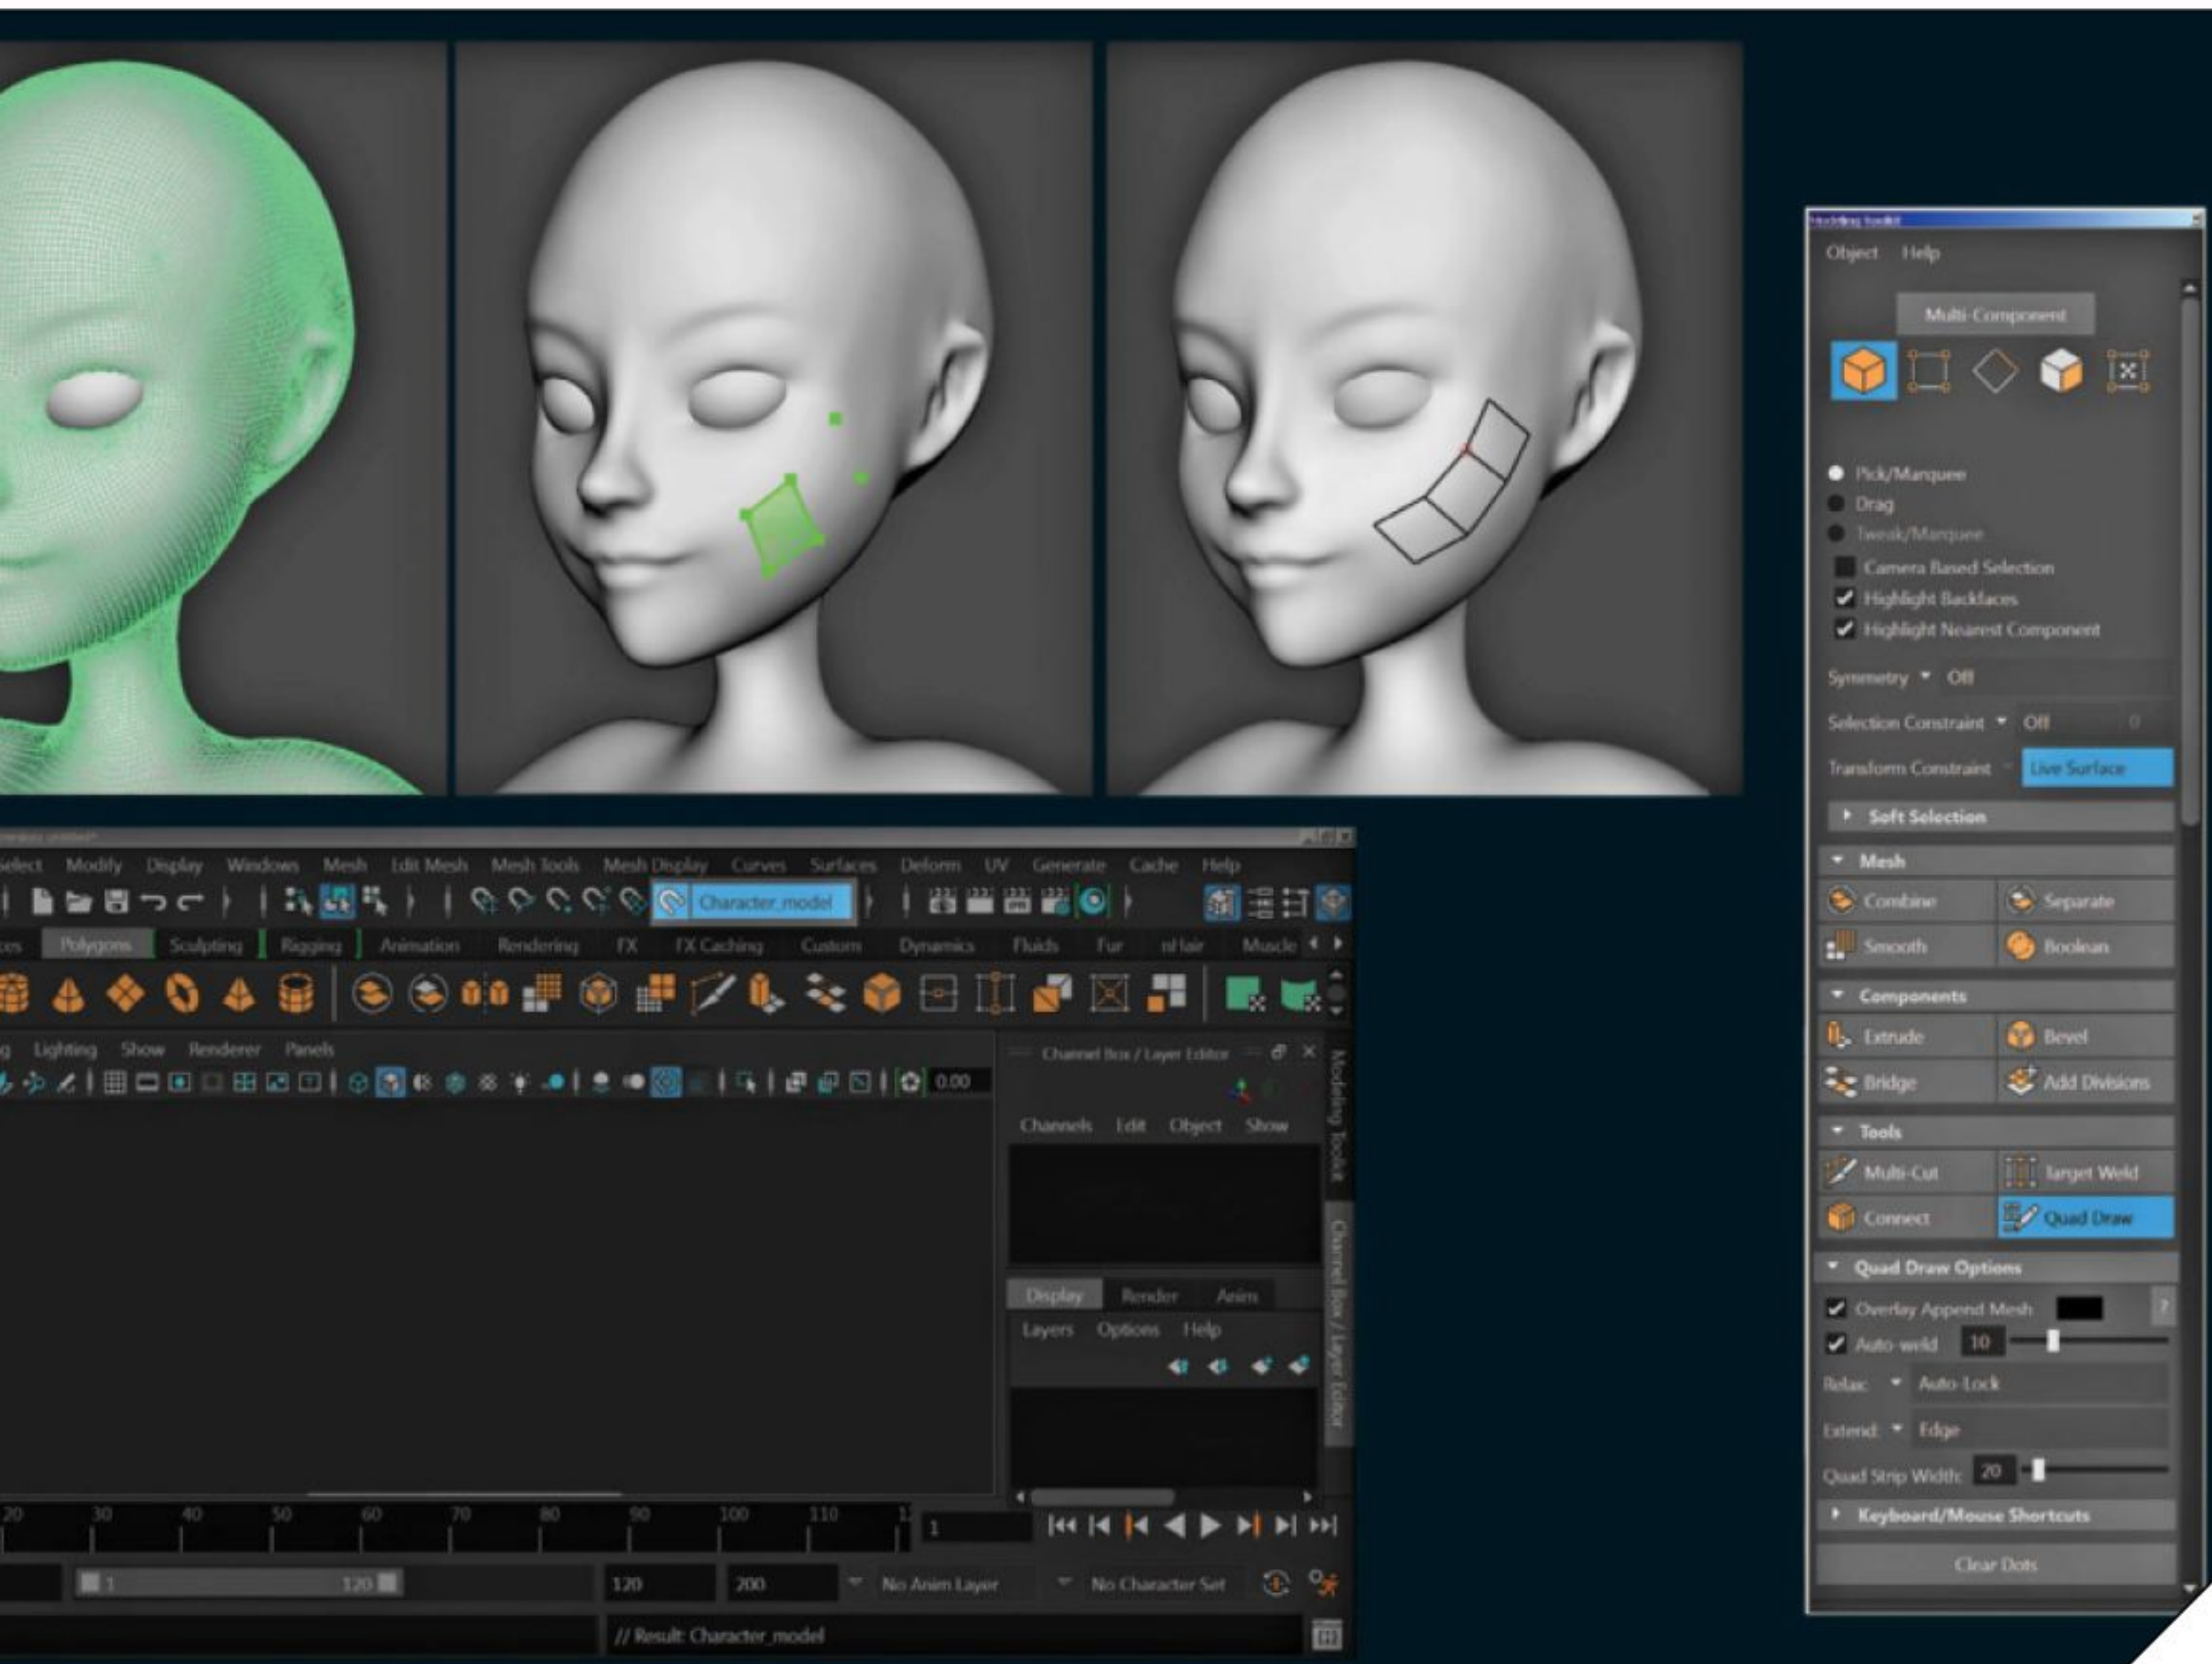 Modeling Toolkit
Object Help
Multi-Component
Pick/Marquee
Drag
Tweak/Marquee
Camera Based Selection
Highlight Backfaces
Highlight Nearest Component
Symmetry Off
Selection Constraint Off 0
Transform Constraint Live Surface
Soft Selection
Mesh
Combine Separate
Smooth Boolean
Components
Extrude Bevel
Bridge Add Divisions
Tools
Multi-Cut Target Weld
Connect Quad Draw
Quad Draw Options
Overlay Append Mesh ?
Auto-weld 10
Relax: Auto-Lock
Extend: Edge
Quad Strip Width: 20
Keyboard/Mouse Shortcuts
Clear Dots
Select Modify Display Windows Mesh Edit Mesh Mesh Tools Mesh Display Curves Surfaces Deform UV Generate Cache Help
Character_model
Polygons Sculpting Rigging Animation Rendering FX FX Caching Custom Dynamics Fluids Fur nHair Muscle
Lighting Show Renderer Panels
0.00
Channel Box / Layer Editor
Channels Edit Object Show
Modeling Toolkit
Channel Box / Layer Editor
Display Render Anim
Layers Options Help
20 30 40 50 60 70 80 90 100 110
1
1 120
120 200 No Anim Layer No Character Set
// Result: Character_model